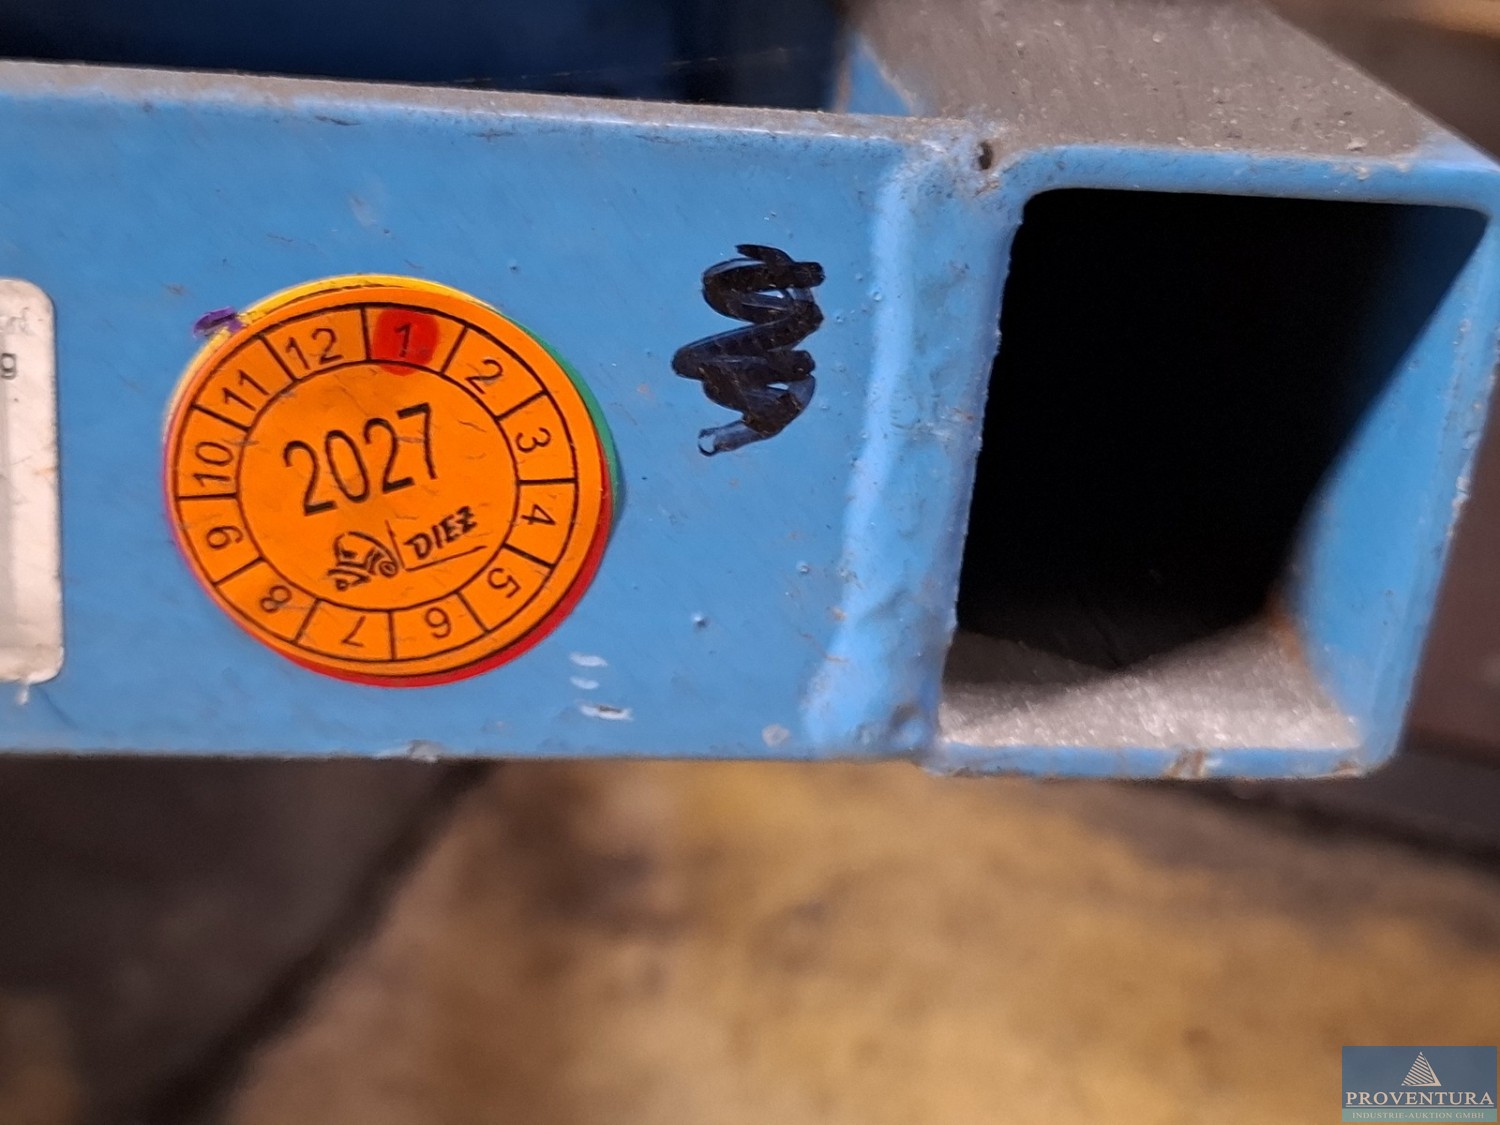 g
12 1 2 3 4 5 6 7 8 9 10 11
2027
DIEZ
PROVENTURA
INDUSTRIE-AUKTION GMBH